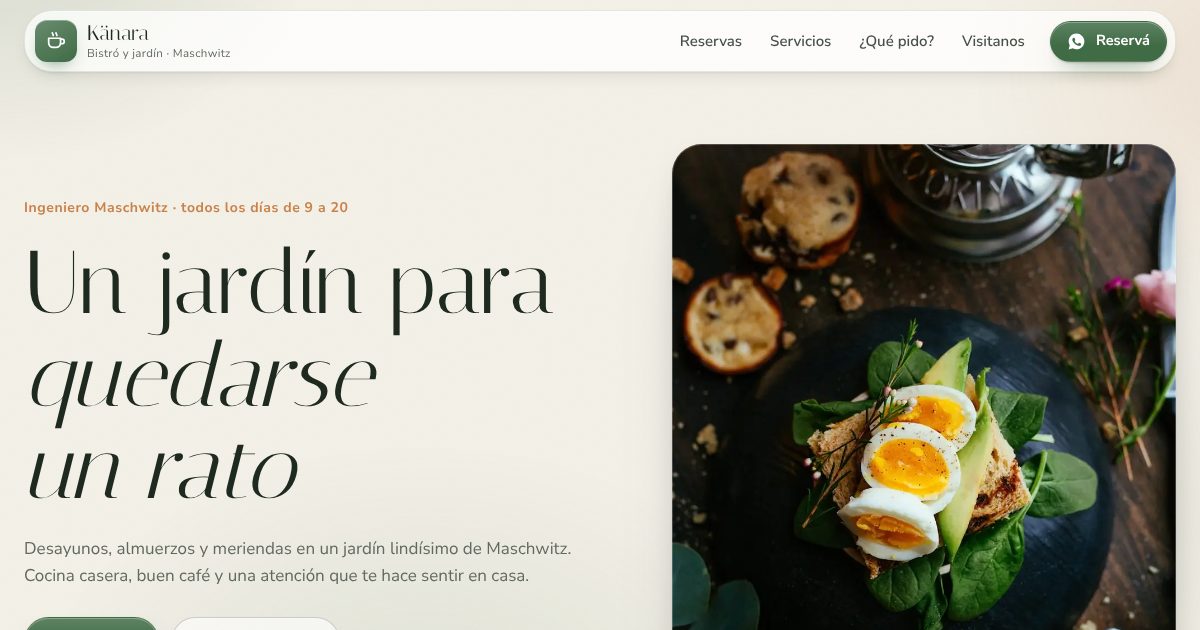 Känara
Bistró y jardín · Maschwitz
Reservas
Servicios
¿Qué pido?
Visitanos
Reservá
Ingeniero Maschwitz · todos los días de 9 a 20
Un jardín para
quedarse
un rato
Desayunos, almuerzos y meriendas en un jardín lindísimo de Maschwitz.
Cocina casera, buen café y una atención que te hace sentir en casa.